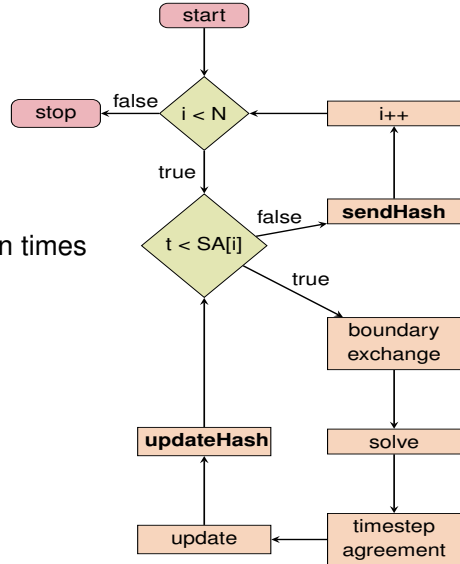 start
false
stop
i < N
i++
true
false
sendHash
n times
t < SA[i]
true
boundary
exchange
updateHash
solve
update
timestep
agreement